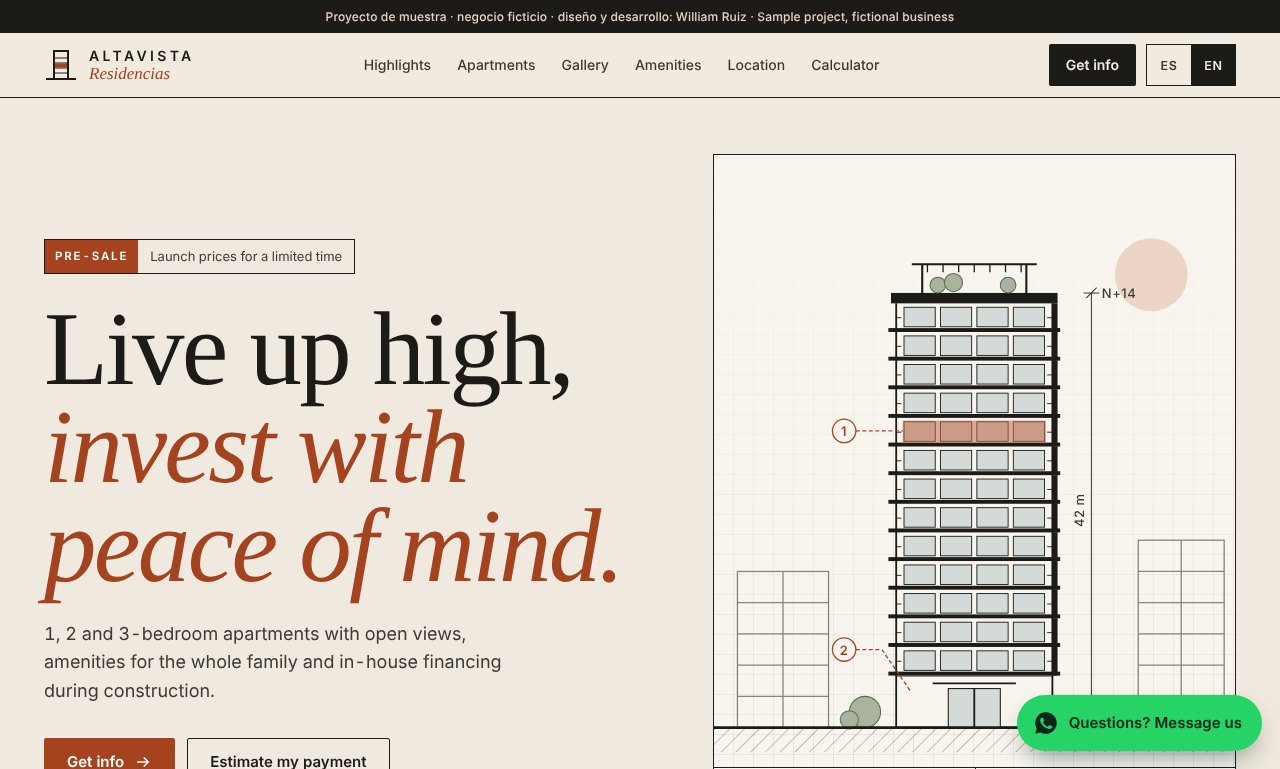 Proyecto de muestra · negocio ficticio · diseño y desarrollo: William Ruiz · Sample project, fictional business
ALTAVISTA
Residencias
Highlights Apartments Gallery Amenities Location Calculator
Get info ES EN
PRE-SALE Launch prices for a limited time
Live up high,
invest with
peace of mind.
1, 2 and 3-bedroom apartments with open views,
amenities for the whole family and in-house financing
during construction.
Get info → Estimate my payment
N+14
1
42 m
2
Questions? Message us